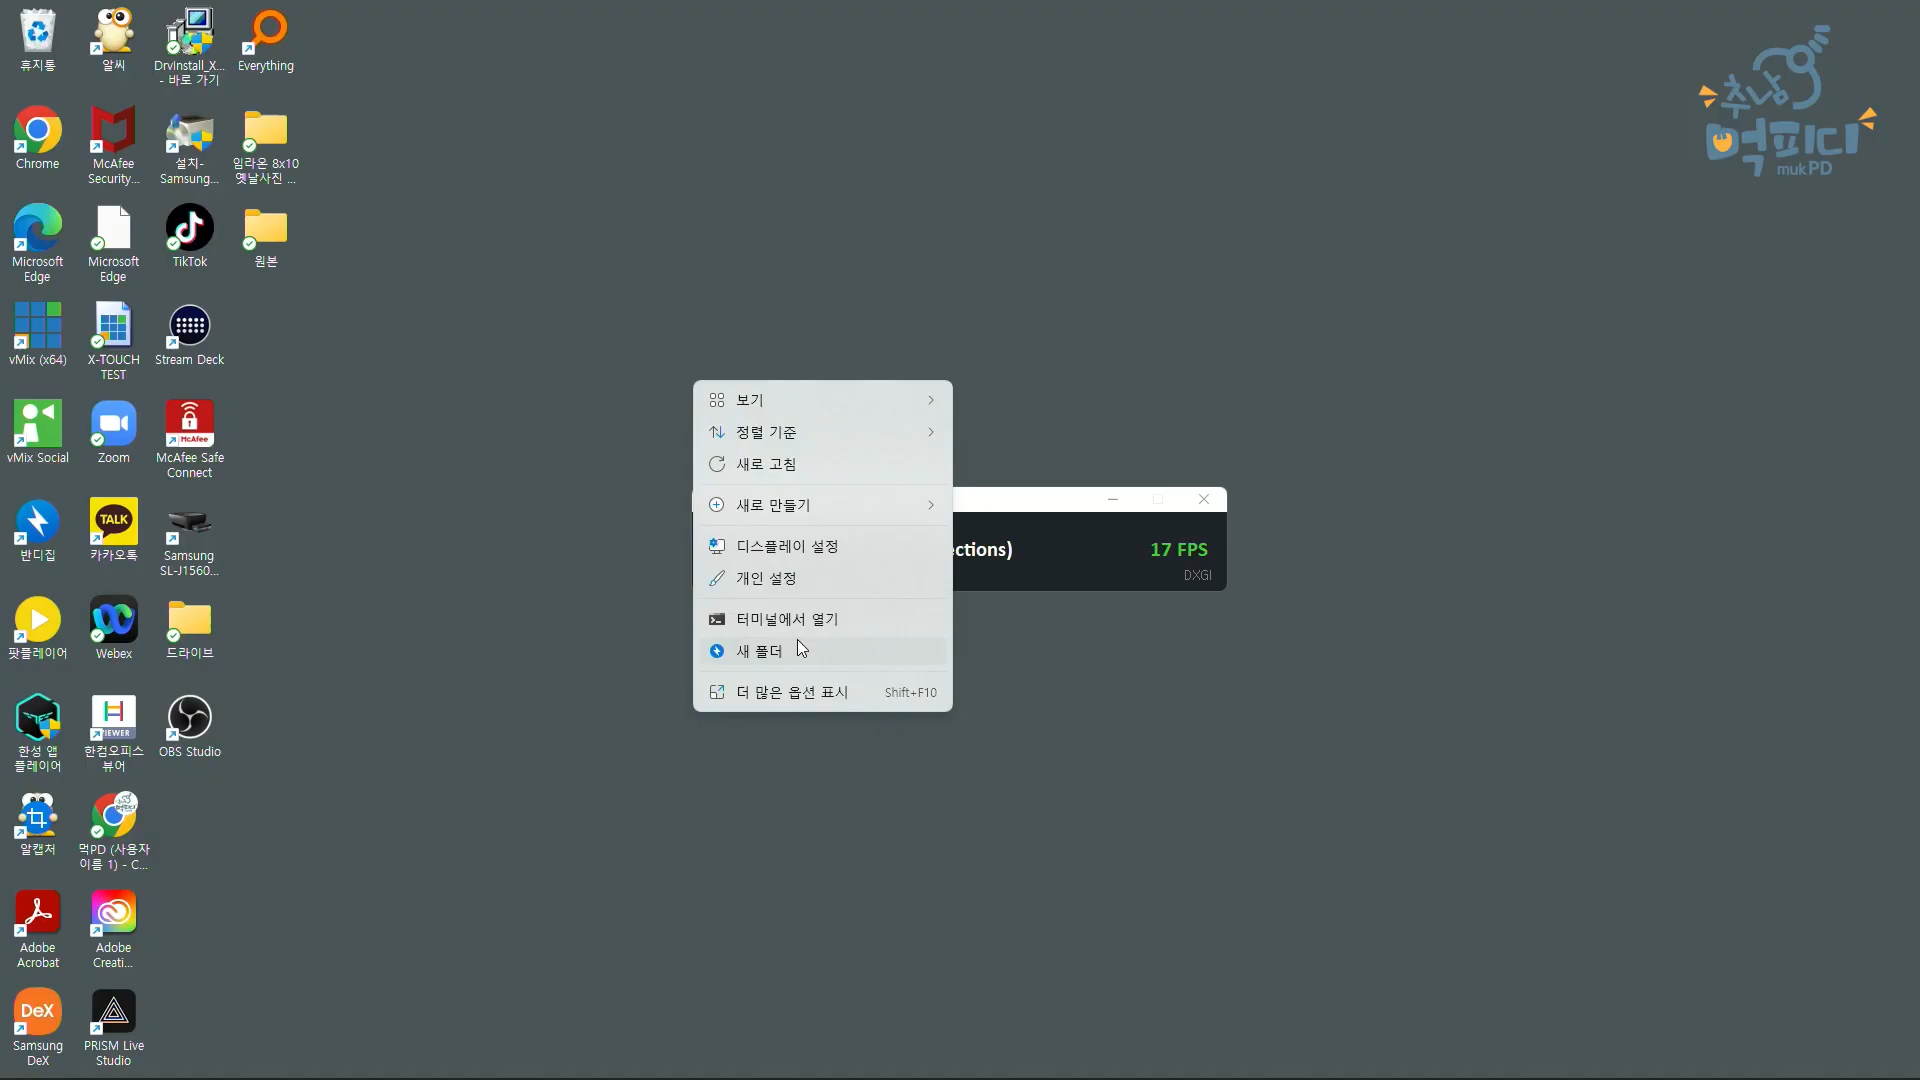 휴지통
알씨
DrvInstall_X...
- 바로 가기
Everything
Chrome
McAfee
Security...
설치-
Samsung...
임라온 8x10
옛날사진 ...
Microsoft
Edge
Microsoft
Edge
TikTok
원본
vMix (x64)
X-TOUCH
TEST
Stream Deck
vMix Social
Zoom
McAfee
McAfee Safe
Connect
반디집
TALK
카카오톡
Samsung
SL-J1560...
팟플레이어
Webex
드라이브
한성 앱
플레이어
VIEWER
한컴오피스
뷰어
OBS Studio
알캡처
먹PD (사용자
이름 1) - C...
Adobe
Acrobat
Adobe
Creati...
DeX
Samsung
DeX
PRISM Live
Studio
보기
정렬 기준
새로 고침
새로 만들기
디스플레이 설정
개인 설정
터미널에서 열기
새 폴더
더 많은 옵션 표시 Shift+F10
ections)
17 FPS
DXGI
추남
먹피디
mukPD